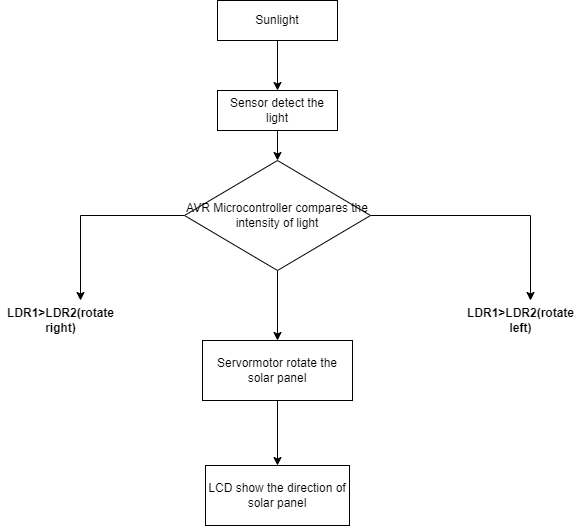 Sunlight
Sensor detect the
light
AVR Microcontroller compares the
intensity of light
LDR1>LDR2(rotate
right)
LDR1>LDR2(rotate
left)
Servormotor rotate the
solar panel
LCD show the direction of
solar panel